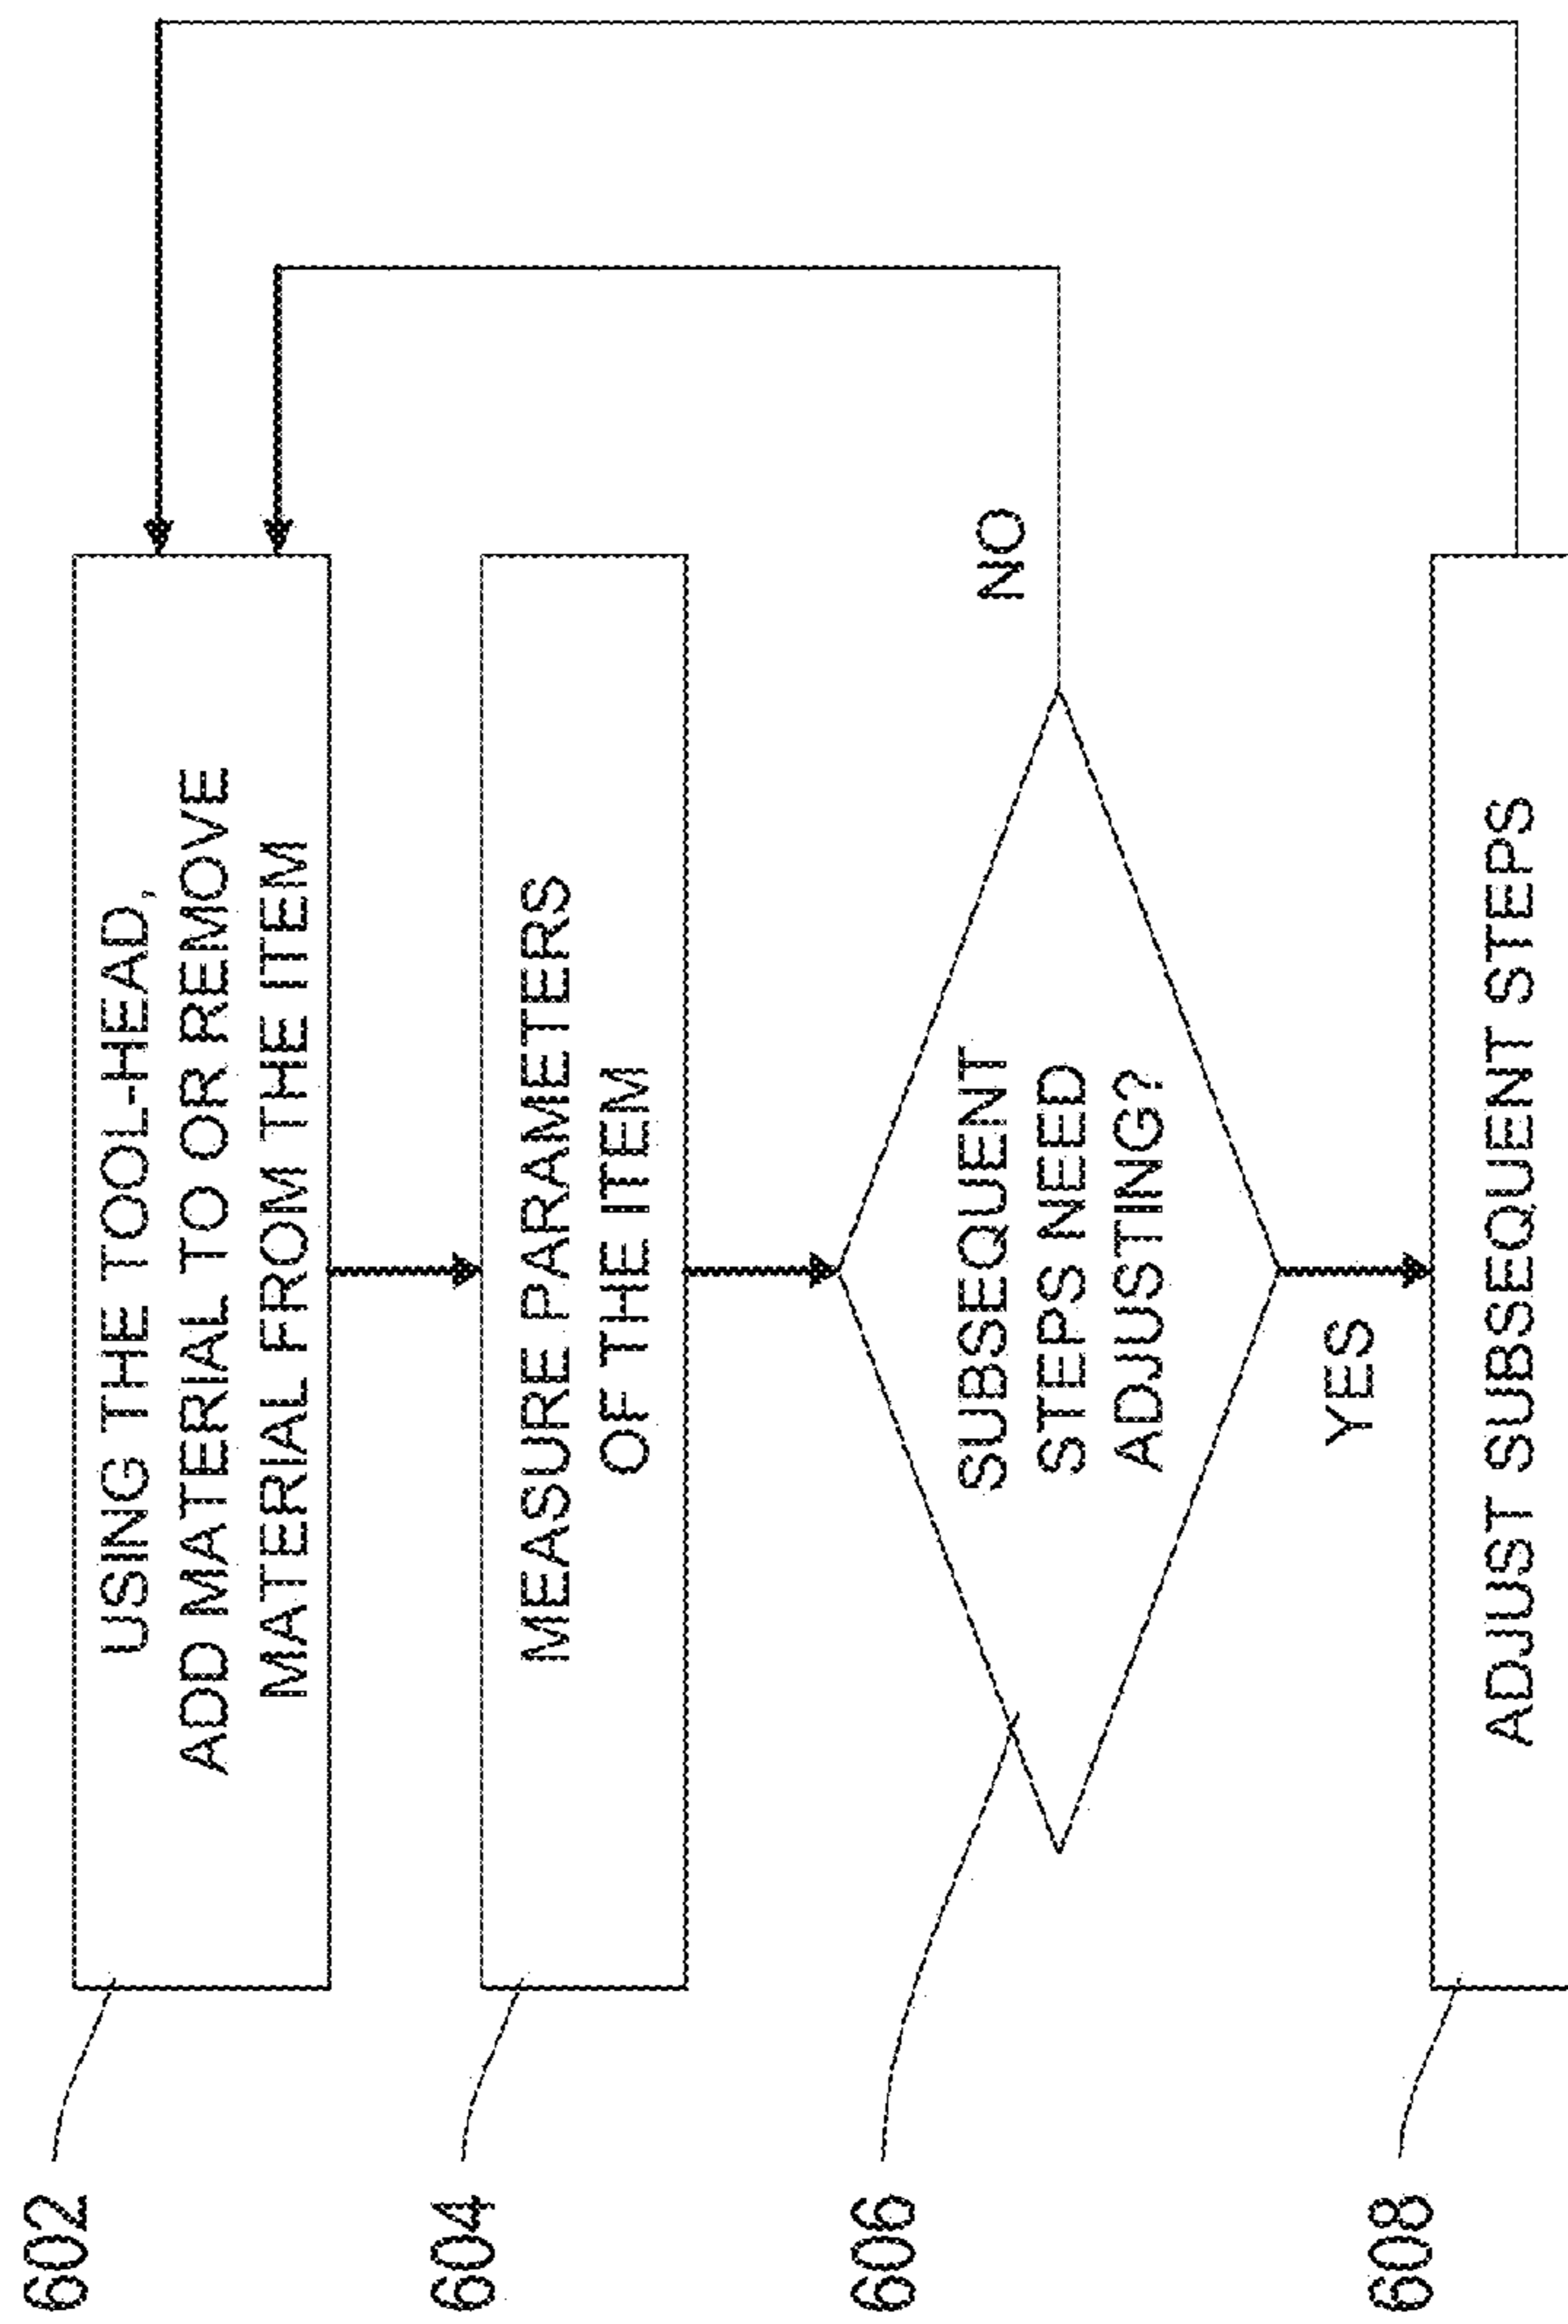 602
USING THE TOOL-HEAD,
ADD MATERIAL TO OR REMOVE
MATERIAL FROM THE ITEM
604
MEASURE PARAMETERS
OF THE ITEM
606
SUBSEQUENT
STEPS NEED
ADJUSTING?
NO
YES
608
ADJUST SUBSEQUENT STEPS